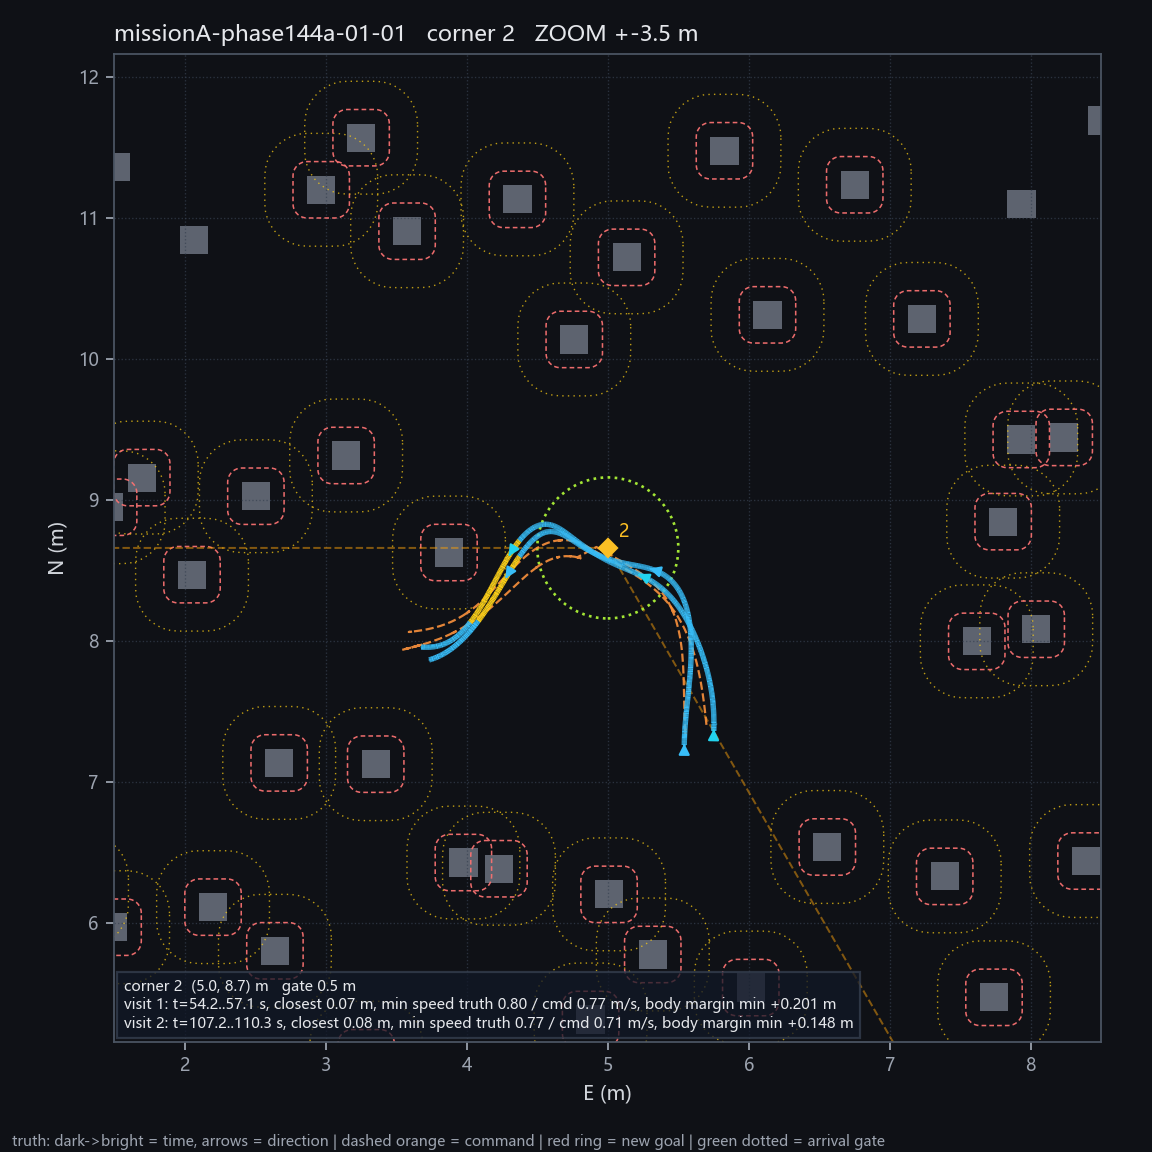 missionA-phase144a-01-01   corner 2   ZOOM +-3.5 m
12
11
10
9
8
7
6
N (m)
2
corner 2  (5.0, 8.7) m   gate 0.5 m
visit 1: t=54.2..57.1 s, closest 0.07 m, min speed truth 0.80 / cmd 0.77 m/s, body margin min +0.201 m
visit 2: t=107.2..110.3 s, closest 0.08 m, min speed truth 0.77 / cmd 0.71 m/s, body margin min +0.148 m
2 3 4 5 6 7 8
E (m)
truth: dark->bright = time, arrows = direction | dashed orange = command | red ring = new goal | green dotted = arrival gate